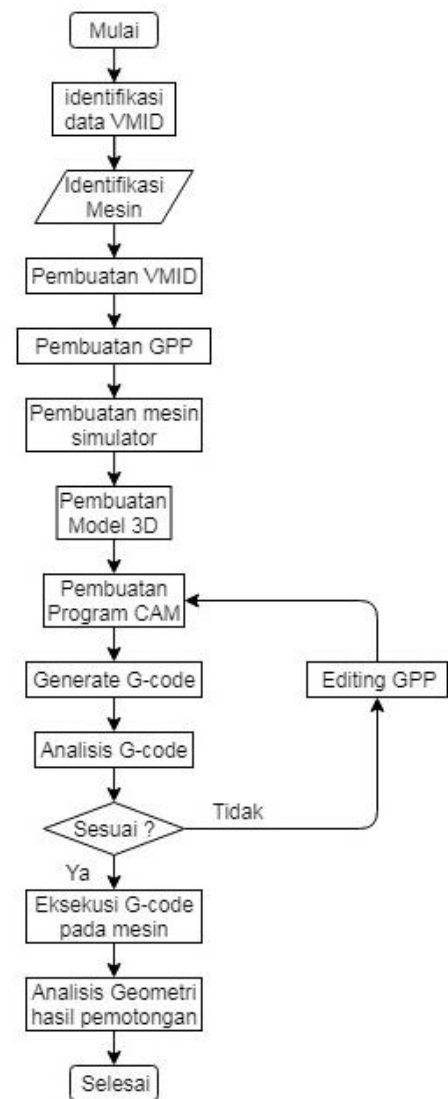 Mulai
identifikasi
data VMID
Identifikasi
Mesin
Pembuatan VMID
Pembuatan GPP
Pembuatan mesin
simulator
Pembuatan
Model 3D
Pembuatan
Program CAM
Generate G-code
Editing GPP
Analisis G-code
Sesuai ?
Tidak
Ya
Eksekusi G-code
pada mesin
Analisis Geometri
hasil pemotongan
Selesai